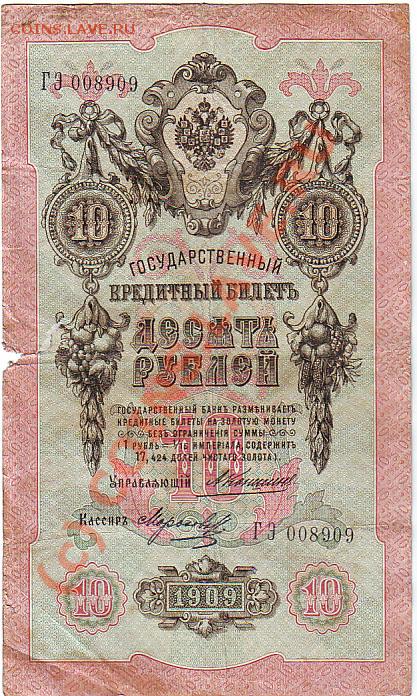 COINS.LAVE.RU
ГЭ 008909
10 10
ГОСУДАРСТВЕННЫЙ
КРЕДИТНЫЙ БИЛЕТЪ
ДЕСЯТЬ
РУБЛЕЙ
ГОСУДАРСТВЕННЫЙ БАНКЪ РАЗМѢНИВАЕТЪ
КРЕДИТНЫЕ БИЛЕТЫ НА ЗОЛОТУЮ МОНЕТУ
БЕЗЪ ОГРАНИЧЕНІЯ СУММЫ
1 РУБЛЬ = ИМПЕРІАЛА, СОДЕРЖИТЪ
17,424 ДОЛЕЙ ЧИСТАГО ЗОЛОТА
10
УПРАВЛЯЮЩІЙ
КАССИРЪ
ГЭ 008909
10 1909 10